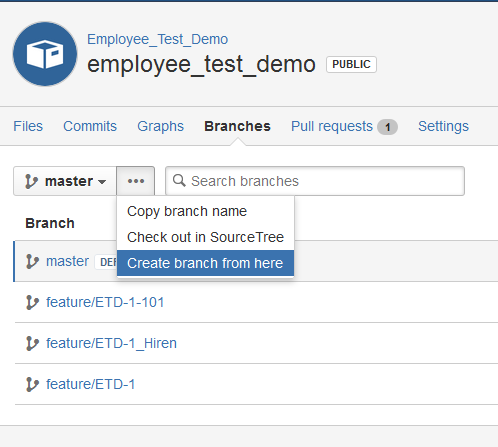 Employee_Test_Demo
employee_test_demo PUBLIC
Files Commits Graphs Branches Pull requests 1 Settings
master ••• Search branches
Copy branch name
Check out in SourceTree
Create branch from here
Branch
master
feature/ETD-1-101
feature/ETD-1_Hiren
feature/ETD-1